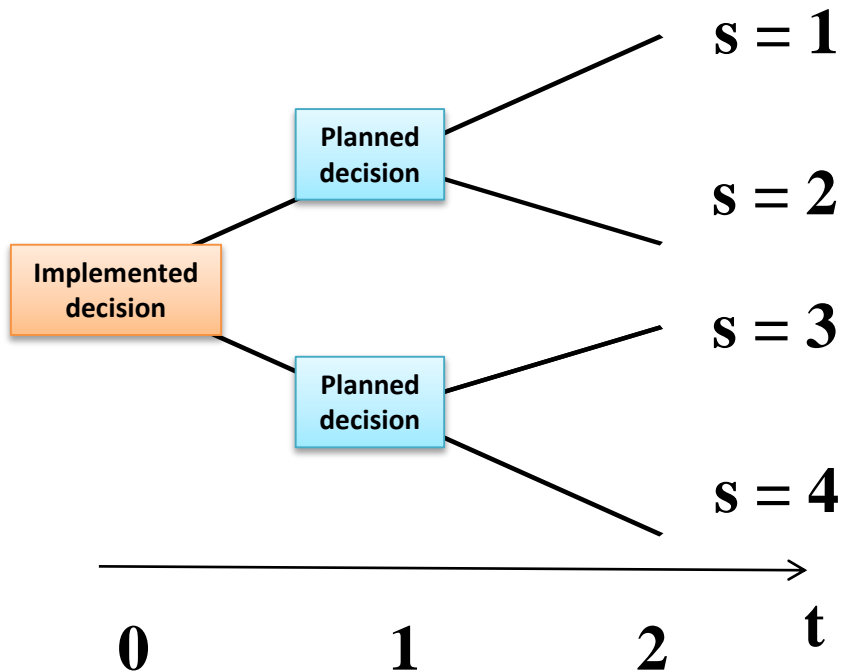 s = 1
Planned
decision
s = 2
Implemented
decision
s = 3
Planned
decision
s = 4
0 1 2 t